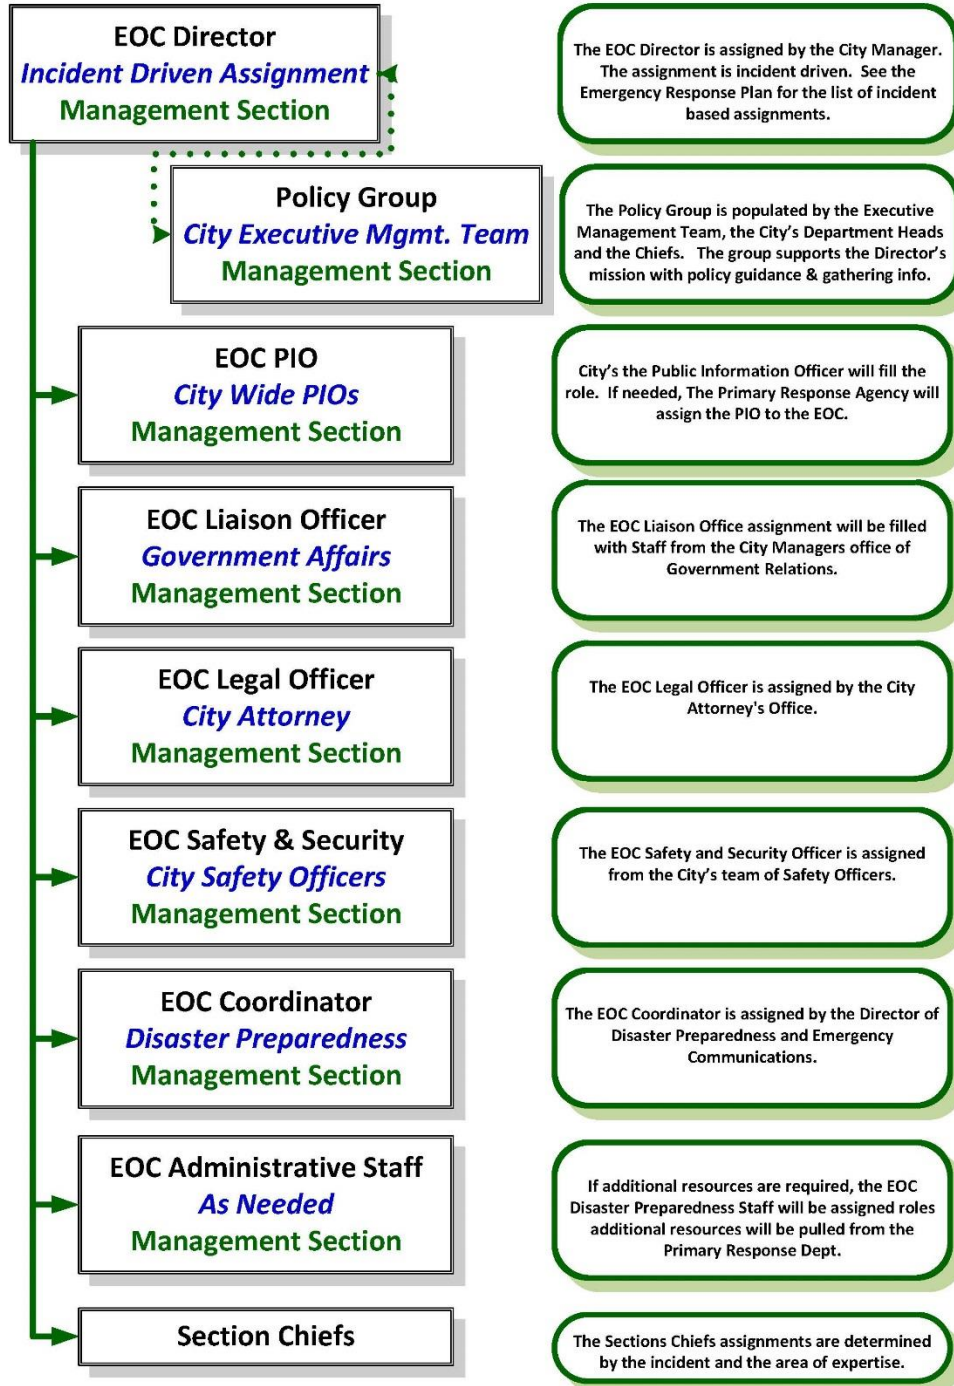 EOC Director
Incident Driven Assignment
Management Section
The EOC Director is assigned by the City Manager.
The assignment is incident driven.  See the
Emergency Response Plan for the list of incident
based assignments.
Policy Group
City Executive Mgmt. Team
Management Section
The Policy Group is populated by the Executive
Management Team, the City's Department Heads
and the Chiefs.   The group supports the Director's
mission with policy guidance & gathering info.
EOC PIO
City Wide PIOs
Management Section
City's the Public Information Officer will fill the
role.  If needed, The Primary Response Agency will
assign the PIO to the EOC.
EOC Liaison Officer
Government Affairs
Management Section
The EOC Liaison Office assignment will be filled
with Staff from the City Managers office of
Government Relations.
EOC Legal Officer
City Attorney
Management Section
The EOC Legal Officer is assigned by the City
Attorney's Office.
EOC Safety & Security
City Safety Officers
Management Section
The EOC Safety and Security Officer is assigned
from the City's team of Safety Officers.
EOC Coordinator
Disaster Preparedness
Management Section
The EOC Coordinator is assigned by the Director of
Disaster Preparedness and Emergency
Communications.
EOC Administrative Staff
As Needed
Management Section
If additional resources are required, the EOC
Disaster Preparedness Staff will be assigned roles
additional resources will be pulled from the
Primary Response Dept.
Section Chiefs
The Sections Chiefs assignments are determined
by the incident and the area of expertise.